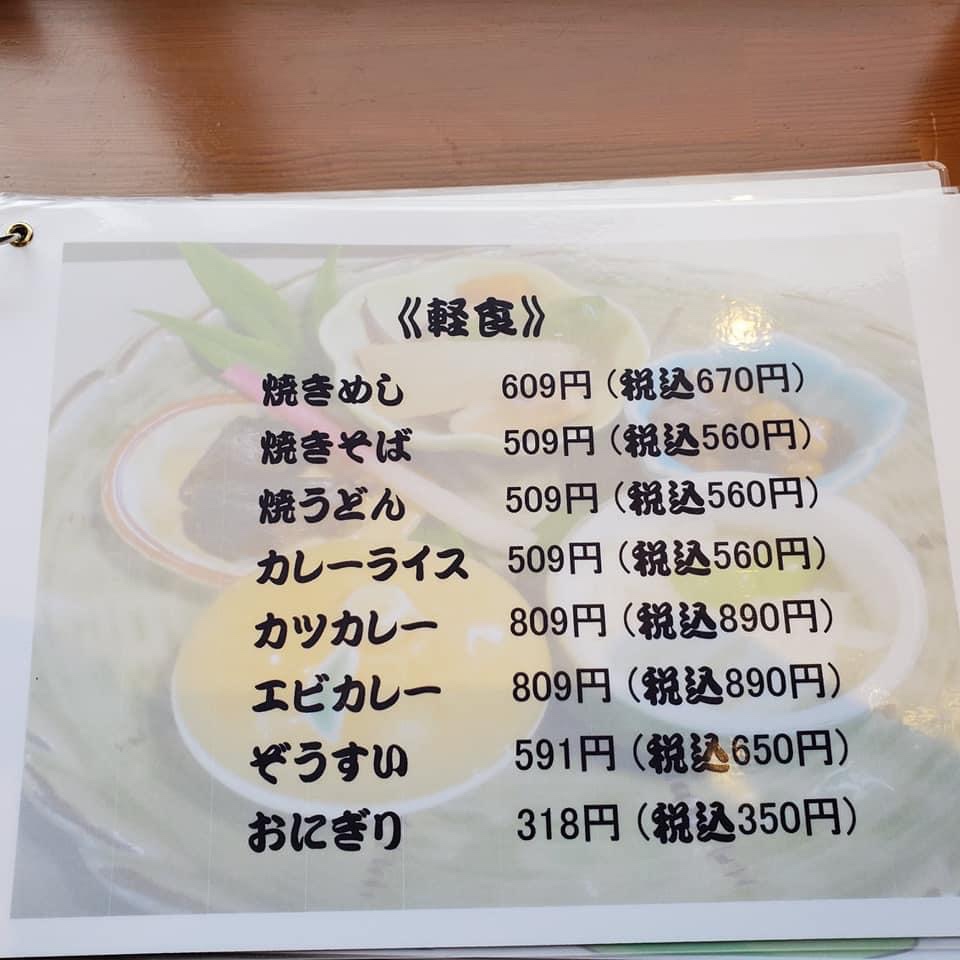 《軽食》
焼きめし 609円(税込670円)
焼きそば 509円(税込560円)
焼うどん 509円(税込560円)
カレーライス 509円(税込560円)
カツカレー 809円(税込890円)
エビカレー 809円(税込890円)
ぞうすい 591円(税込650円)
おにぎり 318円(税込350円)